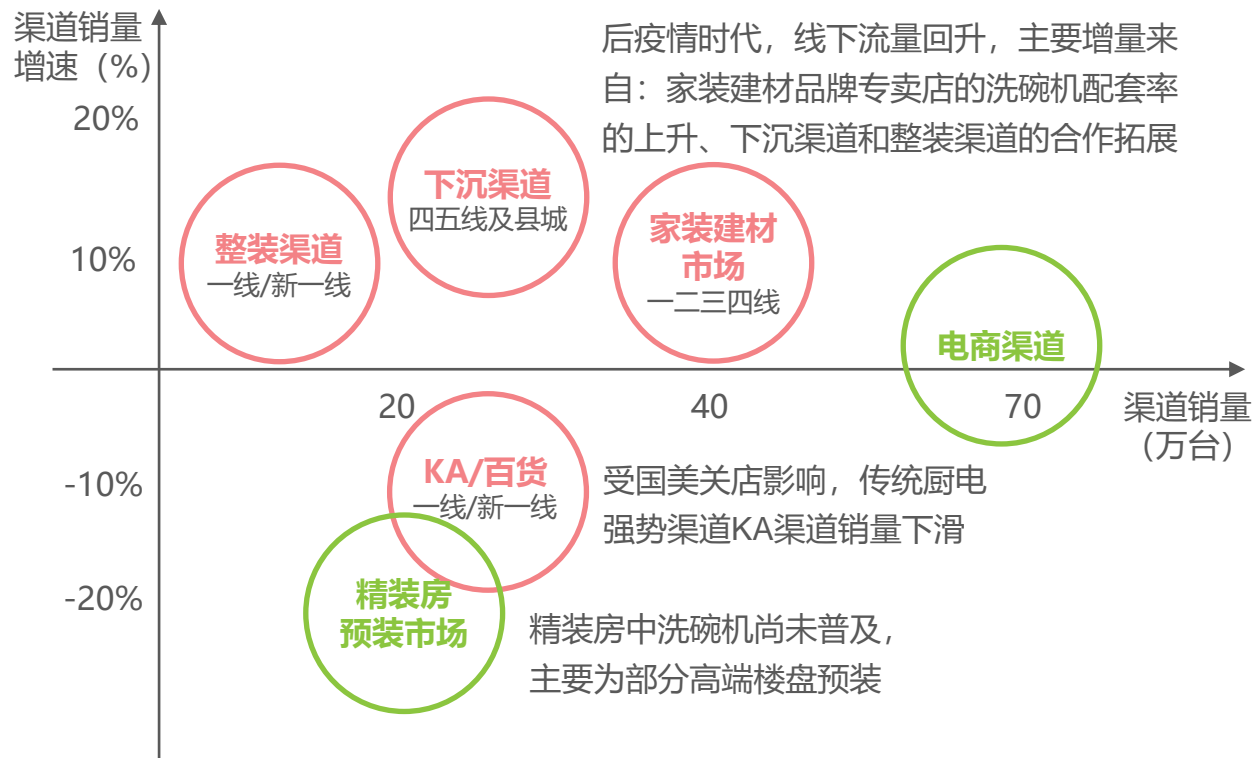 渠道销量
增速（%）
20%
10%
-10%
-20%
后疫情时代，线下流量回升，主要增量来
自：家装建材品牌专卖店的洗碗机配套率
的上升、下沉渠道和整装渠道的合作拓展
下沉渠道
四五线及县城
整装渠道
一线/新一线
家装建材
市场
一二三四线
电商渠道
20
40
70
渠道销量
（万台）
KA/百货
一线/新一线
受国美关店影响，传统厨电
强势渠道KA渠道销量下滑
精装房
预装市场
精装房中洗碗机尚未普及，
主要为部分高端楼盘预装